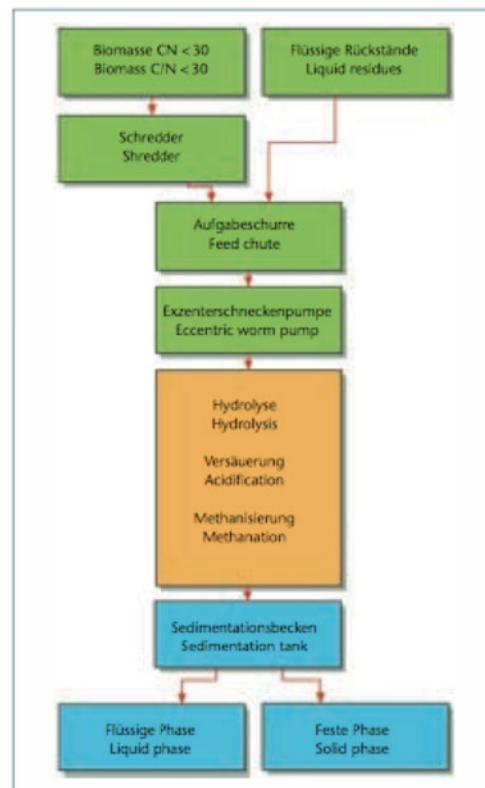 Biomasse CN < 30
Biomass C/N < 30
Flüssige Rückstände
Liquid residues
Schredder
Shredder
Aufgabeschurre
Feed chute
Exzenterschneckenpumpe
Eccentric worm pump
Hydrolyse
Hydrolysis
Versäuerung
Acidification
Methanisierung
Methanation
Sedimentationsbecken
Sedimentation tank
Flüssige Phase
Liquid phase
Feste Phase
Solid phase